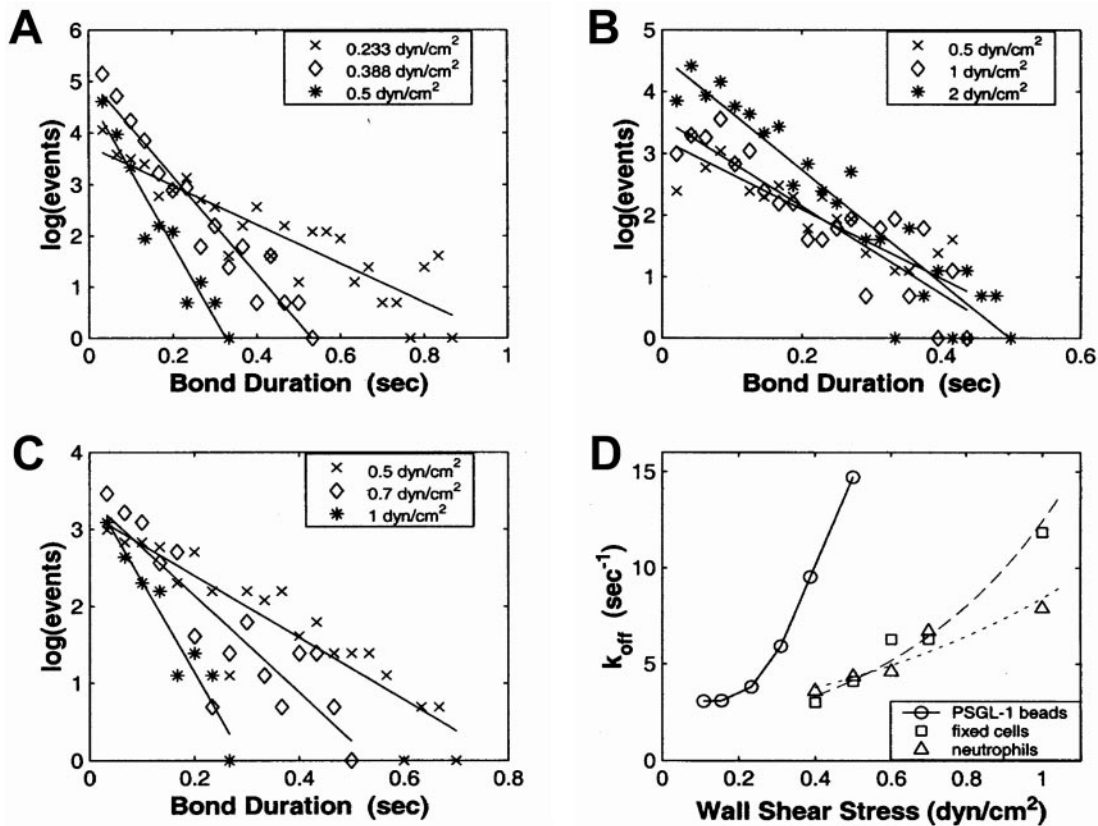 A
6
5
4
3
2
1
0
log(events)
× 0.233 dyn/cm²
◇ 0.388 dyn/cm²
✱ 0.5 dyn/cm²
0 0.2 0.4 0.6 0.8 1
Bond Duration (sec)
B
5
4
3
2
1
0
log(events)
× 0.5 dyn/cm²
◇ 1 dyn/cm²
✱ 2 dyn/cm²
0 0.2 0.4 0.6
Bond Duration (sec)
C
4
3
2
1
0
log(events)
× 0.5 dyn/cm²
◇ 0.7 dyn/cm²
✱ 1 dyn/cm²
0 0.2 0.4 0.6 0.8
Bond Duration (sec)
D
15
10
5
0
k_off (sec⁻¹)
PSGL-1 beads
fixed cells
neutrophils
0 0.2 0.4 0.6 0.8 1
Wall Shear Stress (dyn/cm²)